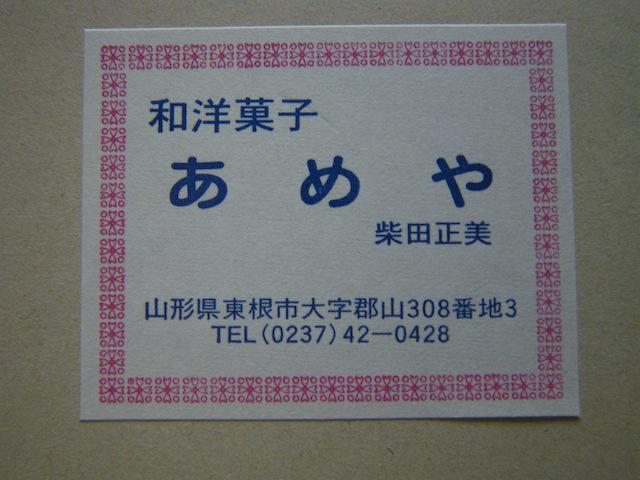 和洋菓子
あめや
柴田正美
山形県東根市大字郡山308番地3
TEL(0237)42―0428